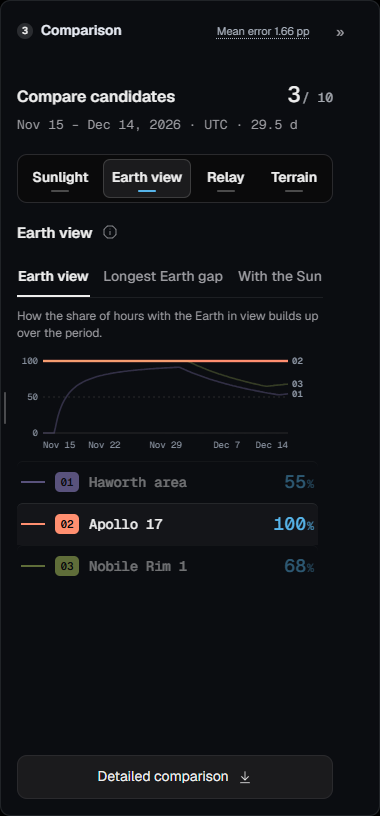 3 Comparison Mean error 1.66 pp »
Compare candidates 3 / 10
Nov 15 – Dec 14, 2026 · UTC · 29.5 d
Sunlight Earth view Relay Terrain
Earth view
Earth view Longest Earth gap With the Sun
How the share of hours with the Earth in view builds up
over the period.
100 02
03
50 01
0
Nov 15 Nov 22 Nov 29 Dec 7 Dec 14
01 Haworth area 55%
02 Apollo 17 100%
03 Nobile Rim 1 68%
Detailed comparison